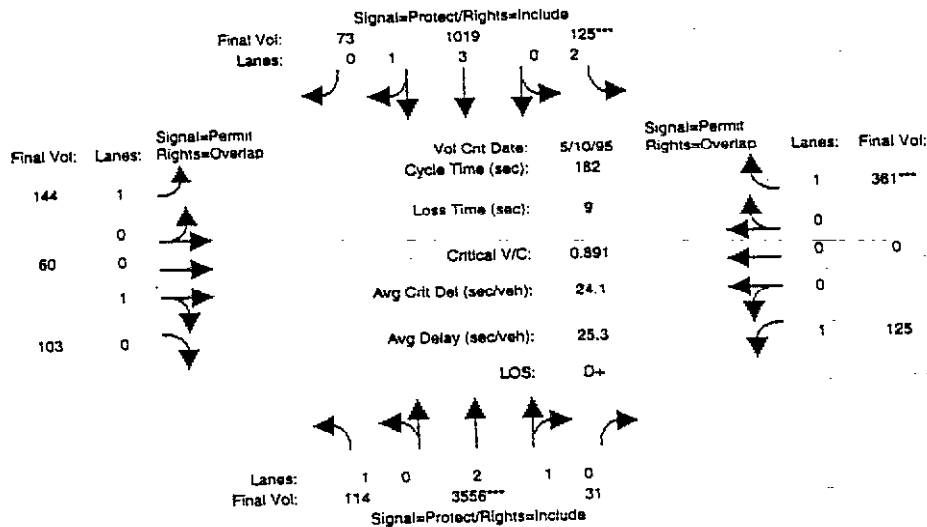 Signal=Protect/Rights=Include
Final Vol: 73 1019 125***
Lanes: 0 1 3 0 2
Signal=Permit
Rights=Overlap
Final Vol: Lanes:
144 1
0
60 0
1
103 0
Vol Cnt Date: 5/10/95
Cycle Time (sec): 182
Loss Time (sec): 9
Critical V/C: 0.891
Avg Crit Del (sec/veh): 24.1
Avg Delay (sec/veh): 25.3
LOS: D+
Signal=Permit
Rights=Overlap
Lanes: Final Vol:
1 361***
0
0 0
0
1 125
Lanes: 1 0 2 1 0
Final Vol: 114 3556*** 31
Signal=Protect/Rights=Include